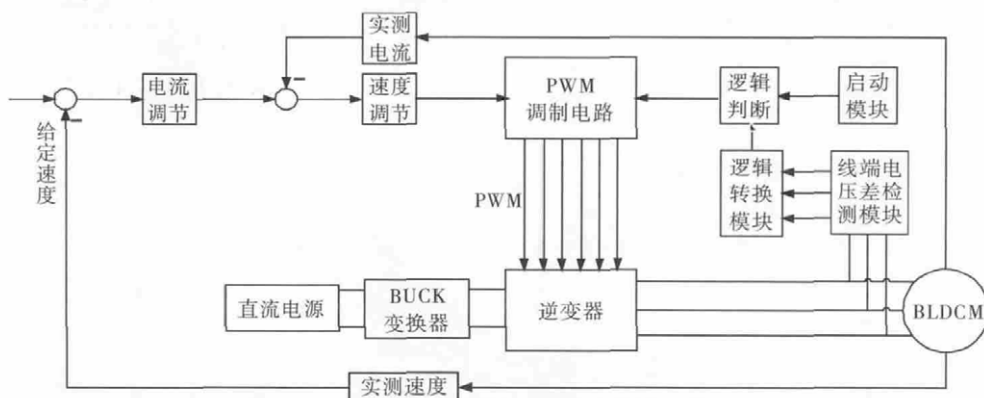 实测
电流
电流
调节
速度
调节
PWM
调制电路
逻辑
判断
启动
模块
给定速度
逻辑
转换
模块
线端电
压差检
测模块
PWM
直流电源
BUCK
变换器
逆变器
BLDCM
实测速度